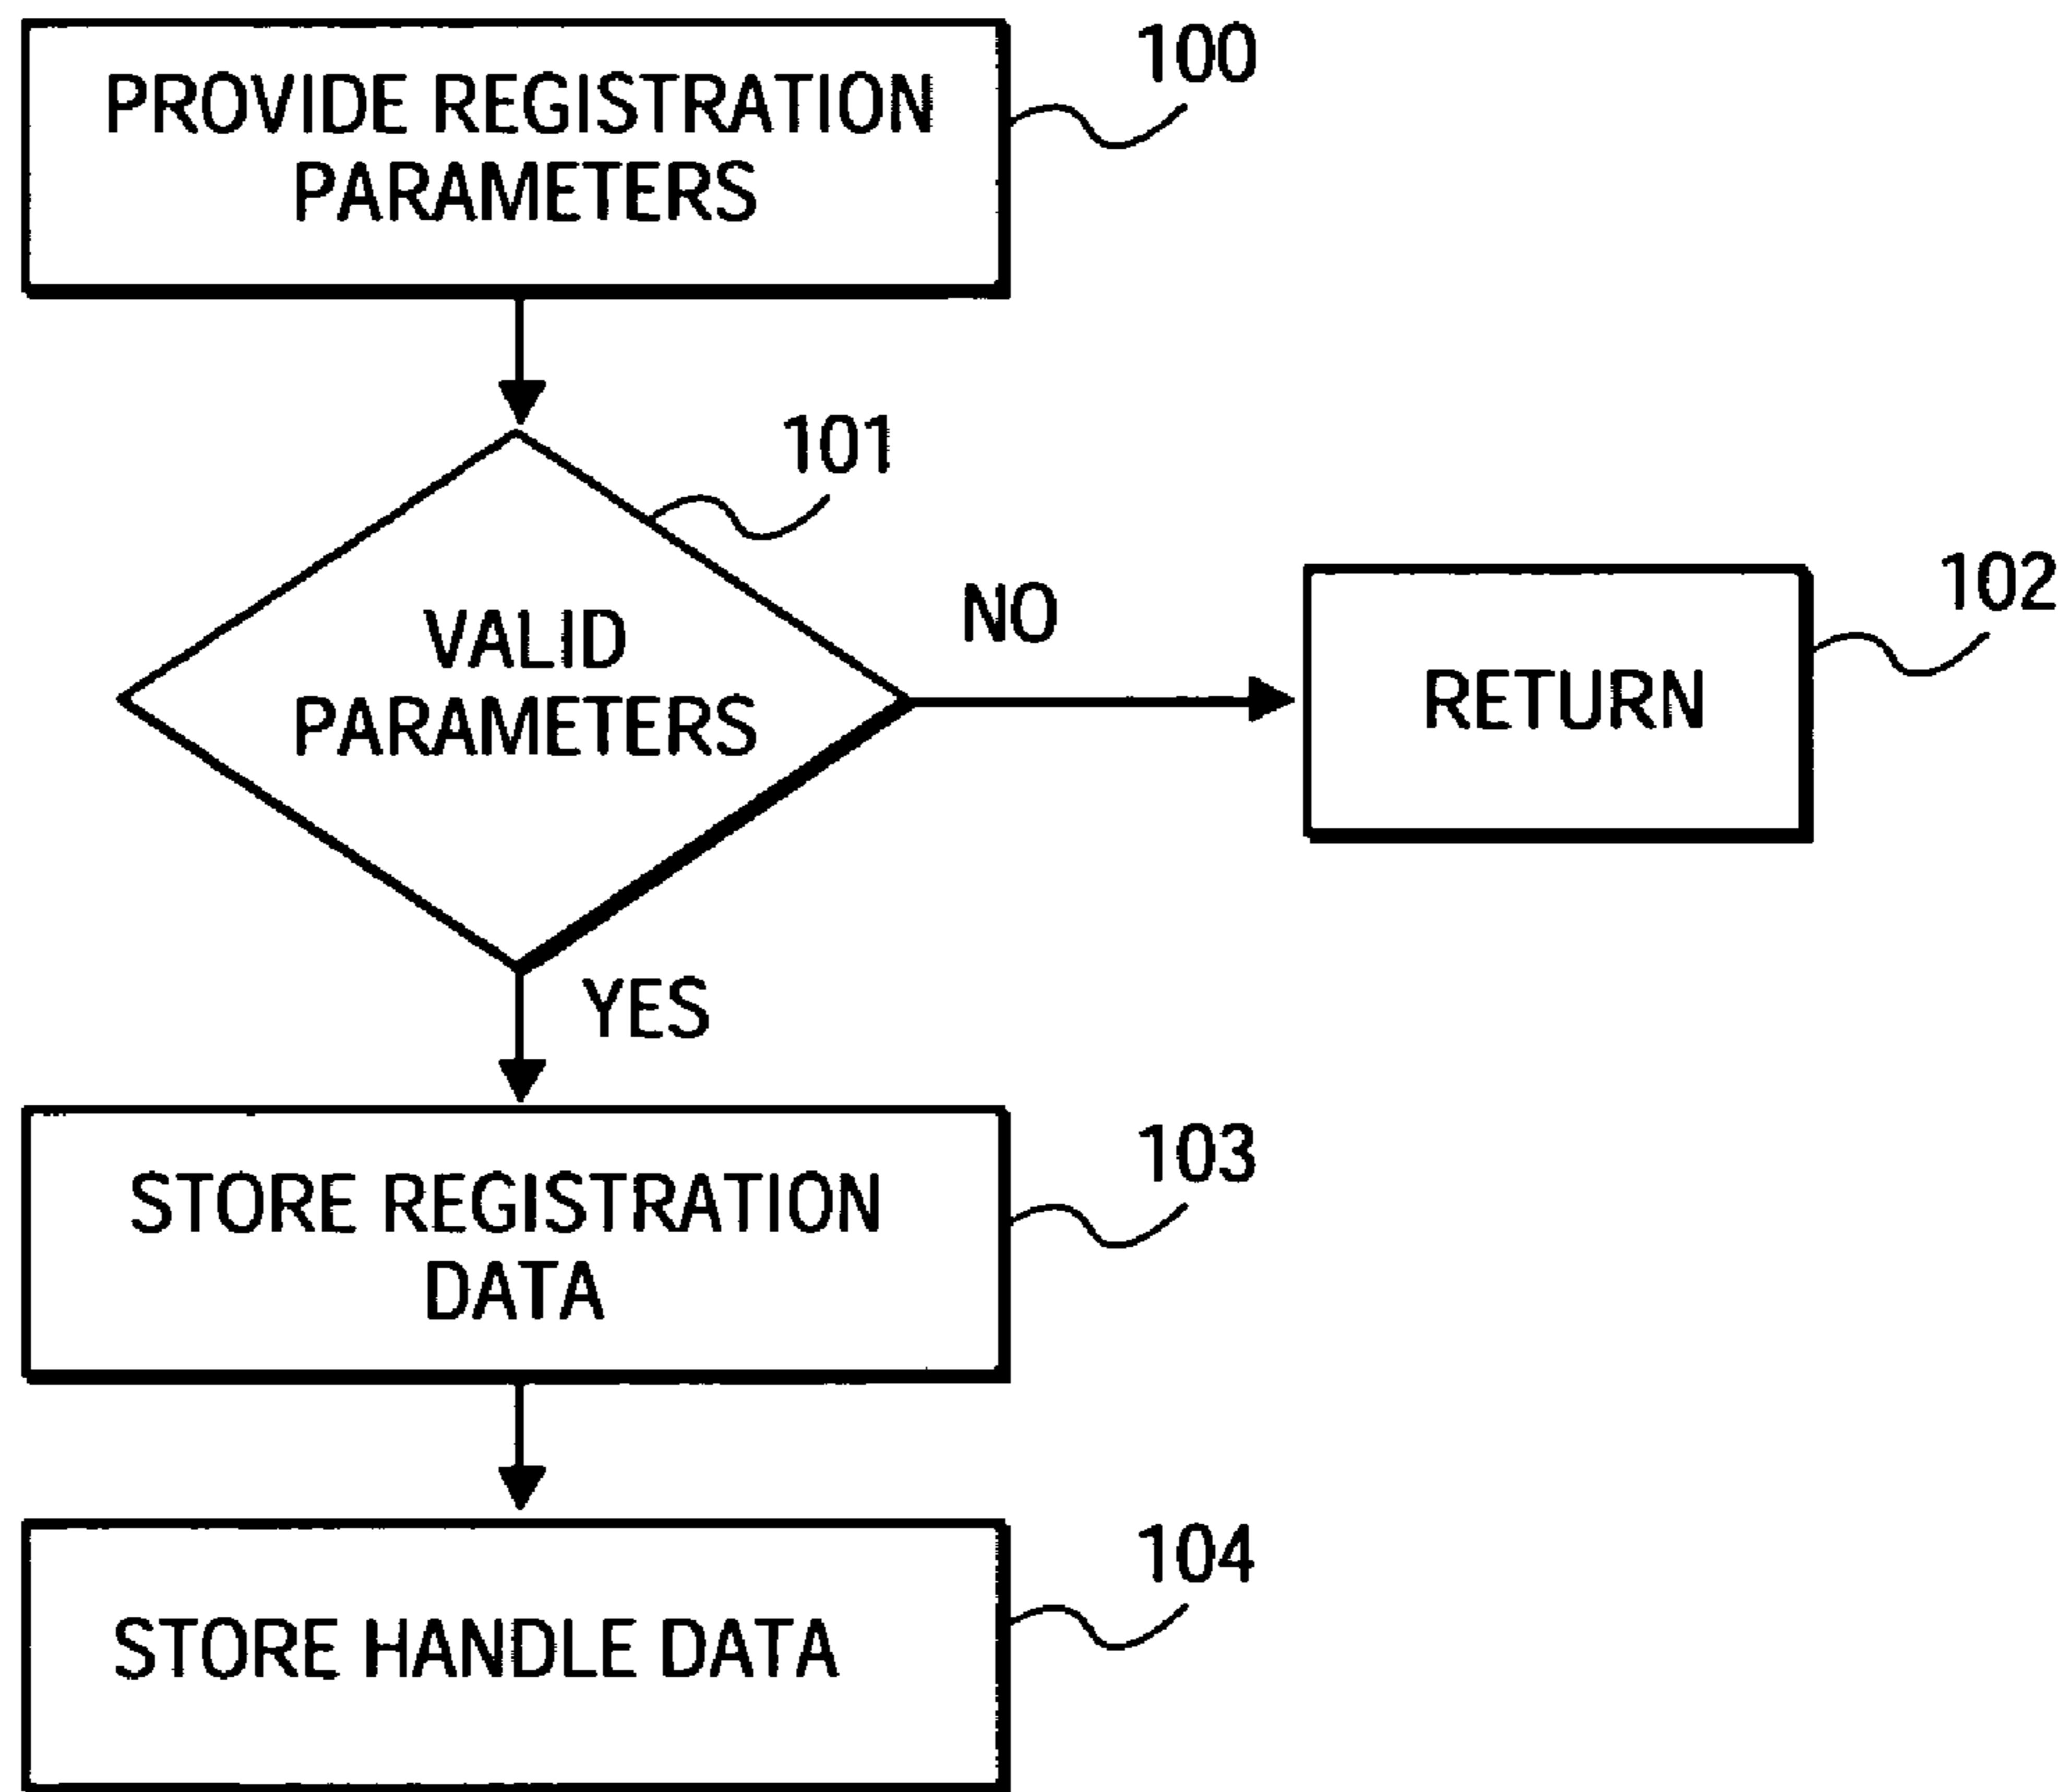 100
PROVIDE REGISTRATION
PARAMETERS
101
VALID
PARAMETERS
NO
102
RETURN
YES
103
STORE REGISTRATION
DATA
104
STORE HANDLE DATA